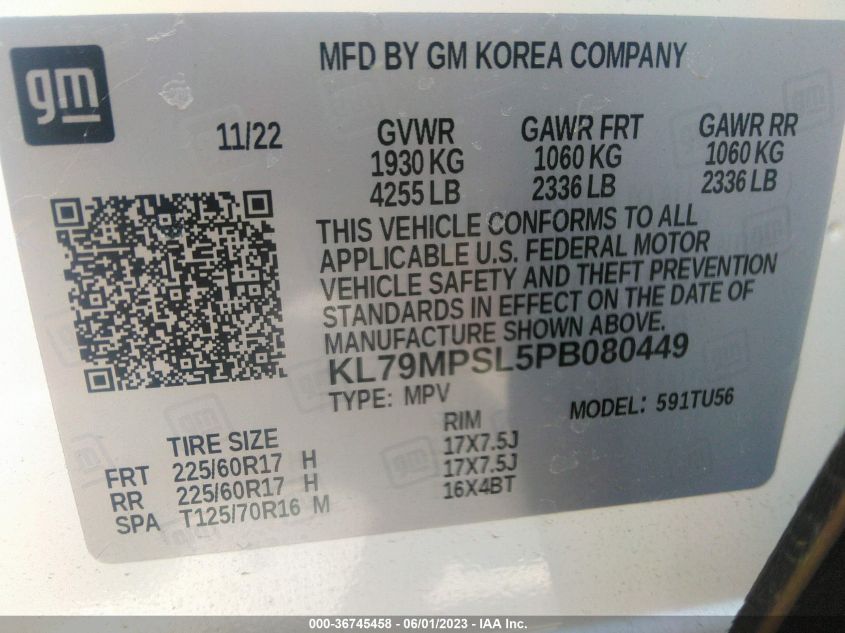 gm
MFD BY GM KOREA COMPANY
11/22
GVWR GAWR FRT GAWR RR
1930 KG 1060 KG 1060 KG
4255 LB 2336 LB 2336 LB
THIS VEHICLE CONFORMS TO ALL
APPLICABLE U.S. FEDERAL MOTOR
VEHICLE SAFETY AND THEFT PREVENTION
STANDARDS IN EFFECT ON THE DATE OF
MANUFACTURE SHOWN ABOVE.
KL79MPSL5PB080449
TYPE: MPV MODEL: 591TU56
TIRE SIZE RIM
FRT 225/60R17 H 17X7.5J
RR 225/60R17 H 17X7.5J
SPA T125/70R16 M 16X4BT
000-36745458 - 06/01/2023 - IAA Inc.